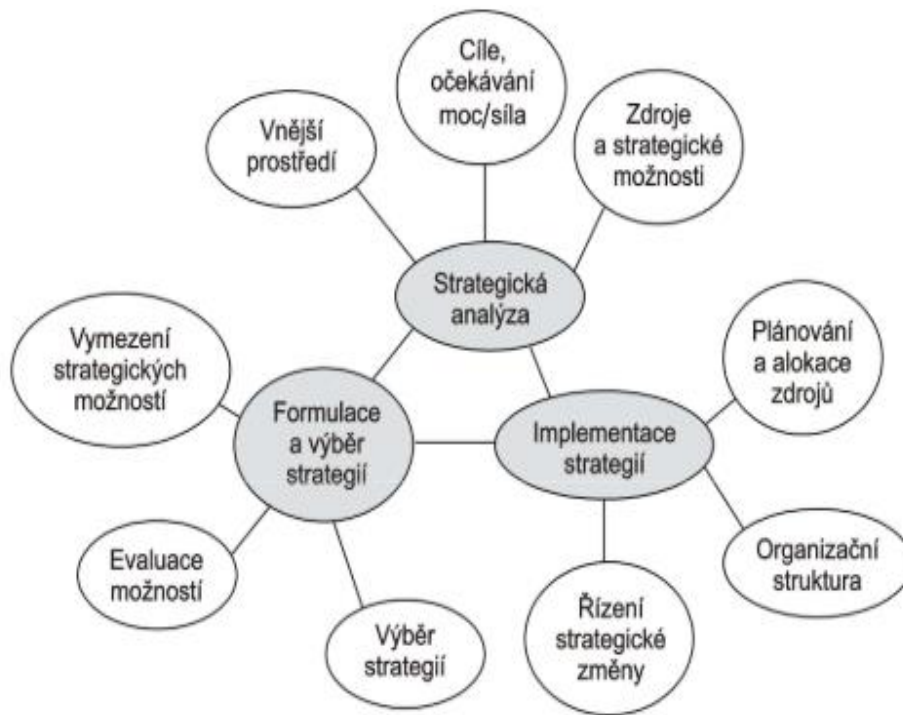 Cíle,
očekávání
moc/síla
Vnější
prostředí
Zdroje
a strategické
možnosti
Strategická
analýza
Vymezení
strategických
možností
Formulace
a výběr
strategií
Implementace
strategií
Plánování
a alokace
zdrojů
Evaluace
možností
Výběr
strategií
Řízení
strategické
změny
Organizační
struktura